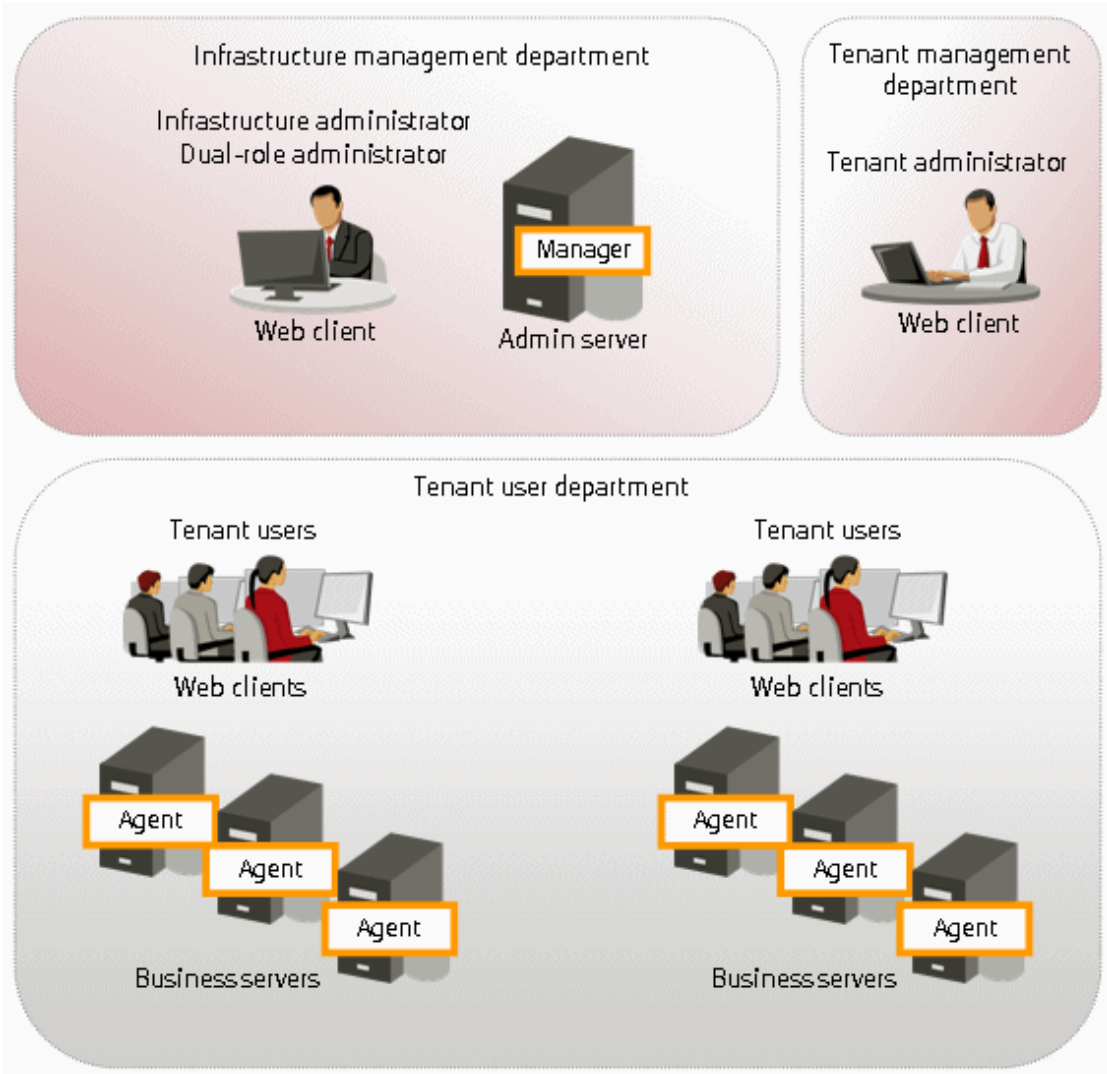 Infrastructure management department
Infrastructure administrator
Dual-role administrator
Manager
Web client
Admin server
Tenant management
department
Tenant administrator
Web client
Tenant user department
Tenant users
Web clients
Agent
Agent
Agent
Business servers
Tenant users
Web clients
Agent
Agent
Agent
Business servers